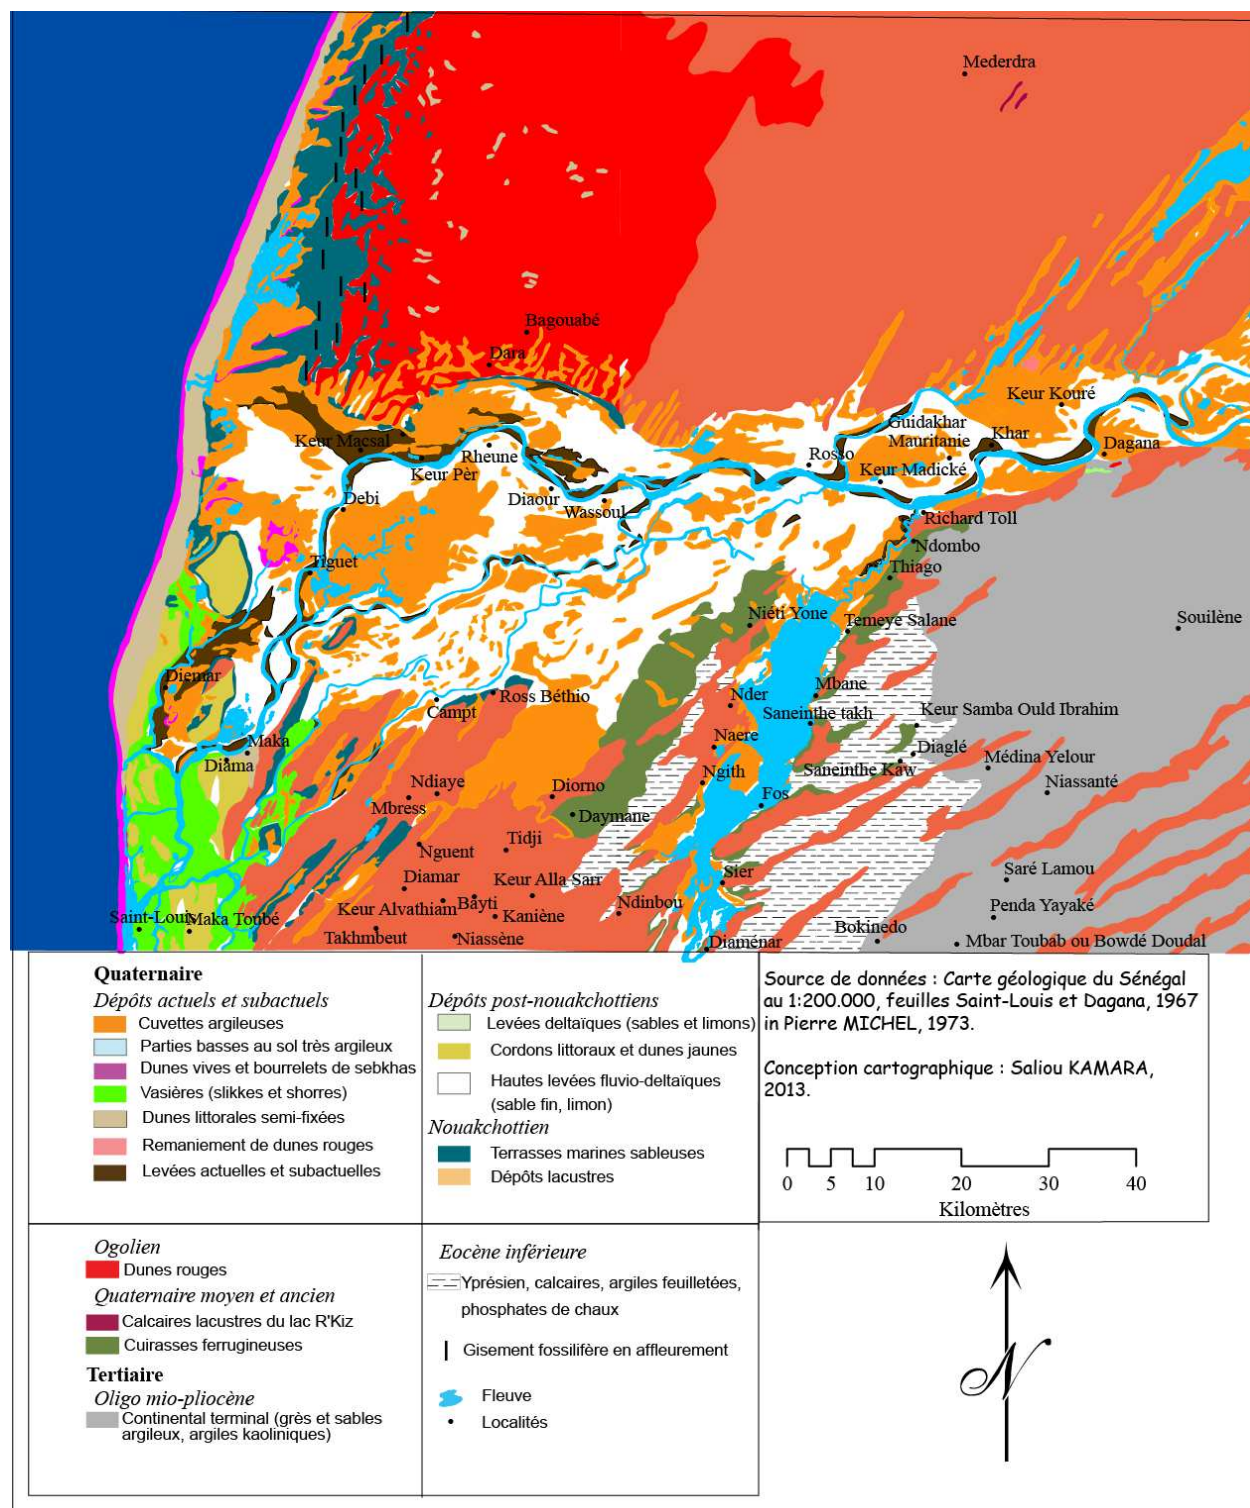 Mederdra
Bagouabé
Dara
Keur Kouré
Guidakhar
Mauritanie
Khar
Dagana
Keur Macsal
Rheune
Keur Pèr
Rosso
Keur Madické
Debi
Diaour
Wassoul
Richard Toll
Ndombo
Tiguet
Thiago
Niéti Yone
Temeye Salane
Souilène
Diemar
Ross Béthio
Campt
Nder
Mbane
Saneinthe takh
Keur Samba Ould Ibrahim
Maka
Diama
Naere
Diaglé
Saneinthe Kaw
Médina Yelour
Ndiaye
Mbress
Diorno
Ngith
Niassanté
Fos
Daymane
Nguent
Tidji
Diamar
Keur Alla Sarr
Sier
Saré Lamou
Keur Alvathiam
Bayti
Kaniène
Ndinbou
Penda Yayaké
Saint-Louis
Maka Toubé
Takhmbeut
Niassène
Diaménar
Bokinedo
Mbar Toubab ou Bowdé Doudal
Quaternaire
Dépôts actuels et subactuels
Cuvettes argileuses
Parties basses au sol très argileux
Dunes vives et bourrelets de sebkhas
Vasières (slikkes et shorres)
Dunes littorales semi-fixées
Remaniement de dunes rouges
Levées actuelles et subactuelles
Dépôts post-nouakchottiens
Levées deltaïques (sables et limons)
Cordons littoraux et dunes jaunes
Hautes levées fluvio-deltaïques
(sable fin, limon)
Nouakchottien
Terrasses marines sableuses
Dépôts lacustres
Source de données : Carte géologique du Sénégal
au 1:200.000, feuilles Saint-Louis et Dagana, 1967
in Pierre MICHEL, 1973.
Conception cartographique : Saliou KAMARA,
2013.
0 5 10 20 30 40
Kilomètres
Ogolien
Dunes rouges
Quaternaire moyen et ancien
Calcaires lacustres du lac R'Kiz
Cuirasses ferrugineuses
Tertiaire
Oligo mio-pliocène
Continental terminal (grès et sables
argileux, argiles kaoliniques)
Eocène inférieure
Yprésien, calcaires, argiles feuilletées,
phosphates de chaux
Gisement fossilifère en affleurement
Fleuve
Localités
N